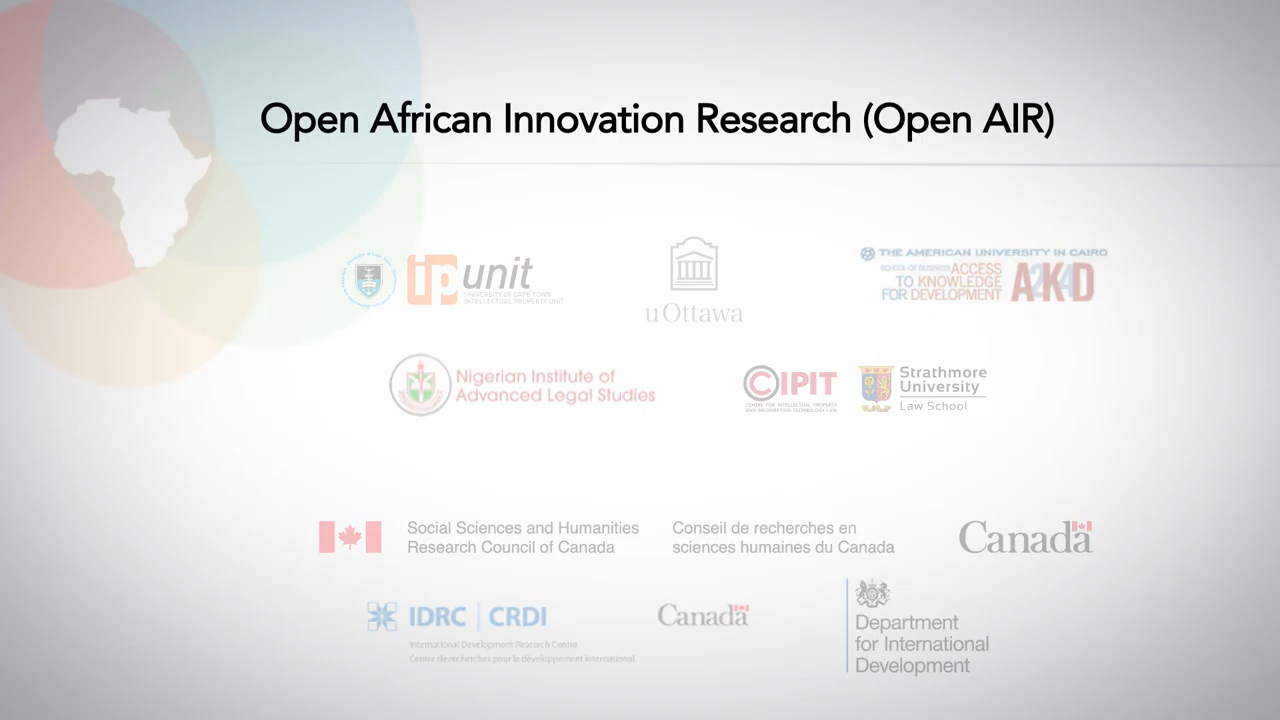 Open African Innovation Research (Open AIR)
ip unit
UNIVERSITY OF CAPE TOWN
INTELLECTUAL PROPERTY UNIT
uOttawa
THE AMERICAN UNIVERSITY IN CAIRO
SCHOOL OF BUSINESS ACCESS
TO KNOWLEDGE
FOR DEVELOPMENT
Nigerian Institute of
Advanced Legal Studies
CIPIT
CENTRE FOR INTELLECTUAL PROPERTY
AND INFORMATION TECHNOLOGY LAW
Strathmore
University
Law School
Social Sciences and Humanities
Research Council of Canada
Conseil de recherches en
sciences humaines du Canada
Canada
IDRC | CRDI
International Development Research Centre
Centre de recherches pour le développement international
Canada
Department
for International
Development